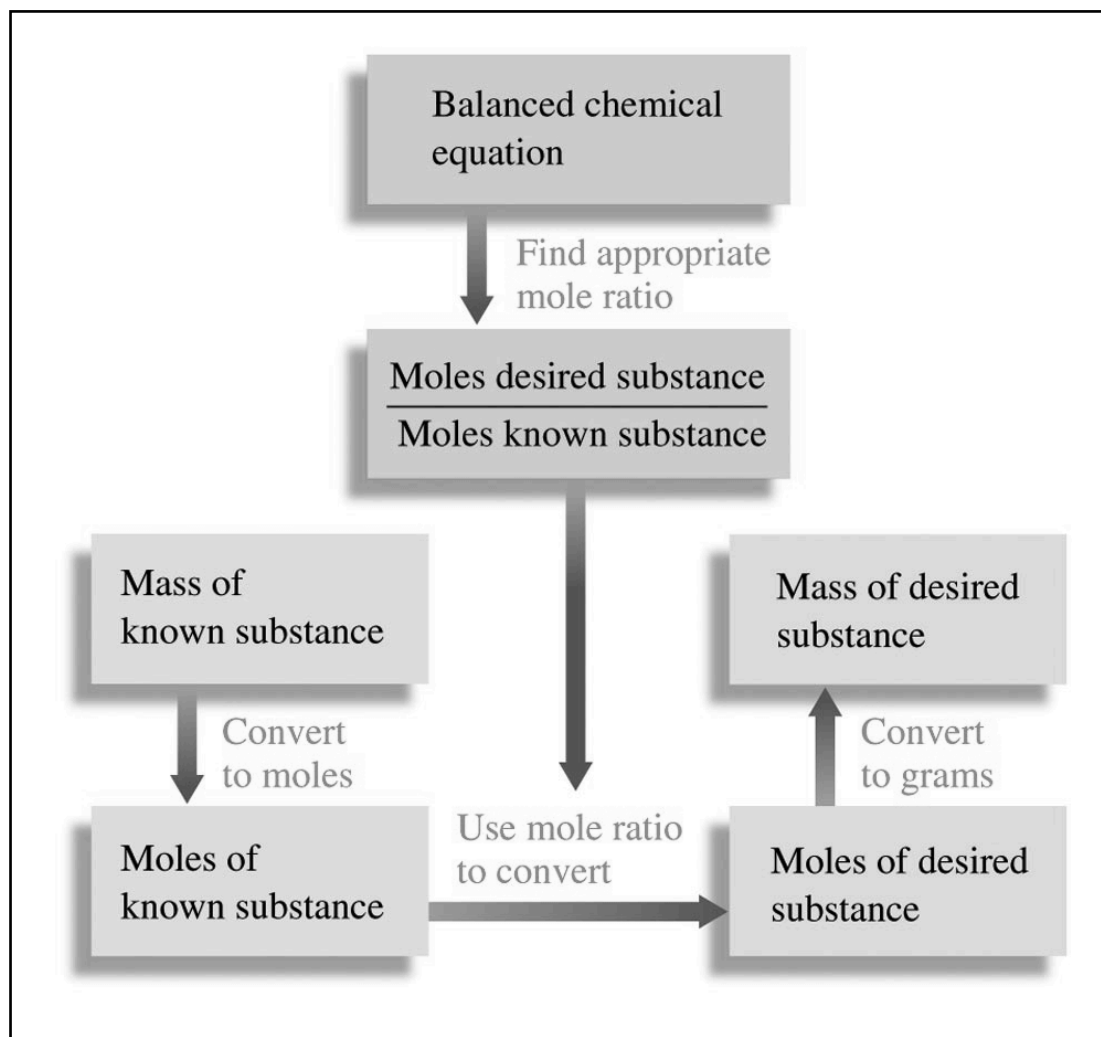 Balanced chemical
equation
Find appropriate
mole ratio
Moles desired substance
Moles known substance
Mass of
known substance
Convert
to moles
Moles of
known substance
Use mole ratio
to convert
Mass of desired
substance
Convert
to grams
Moles of desired
substance